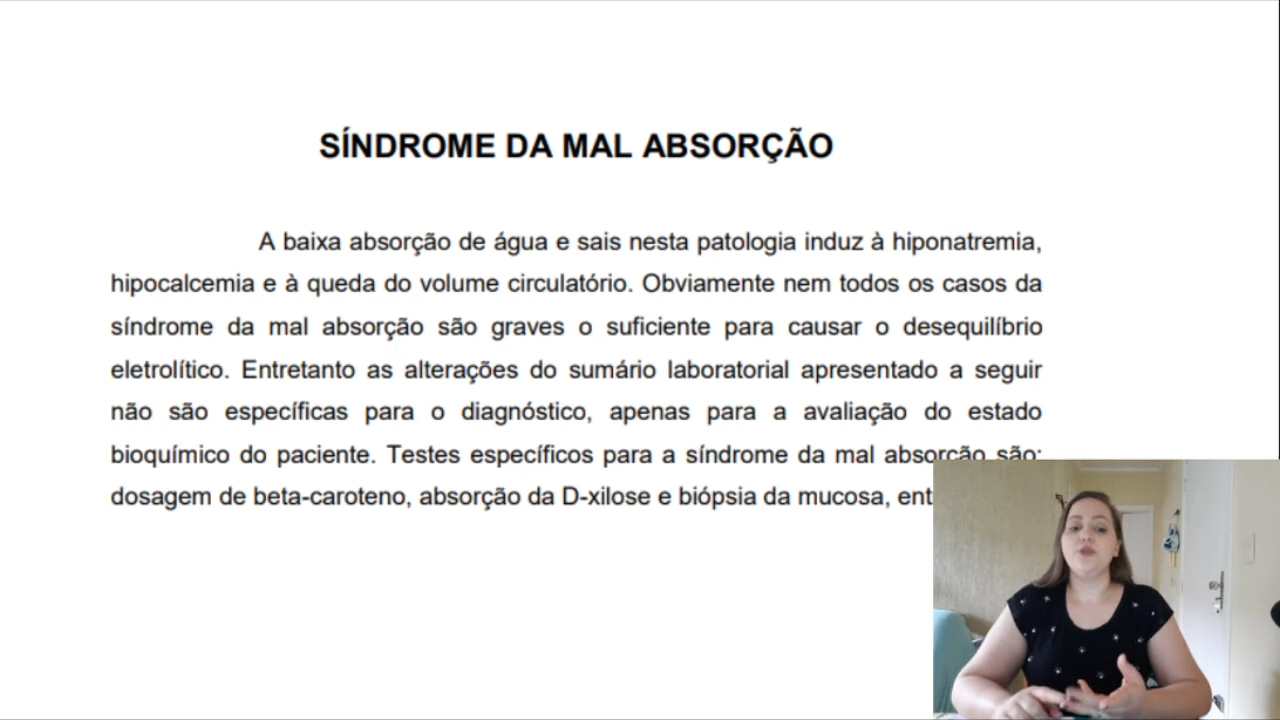 SÍNDROME DA MAL ABSORÇÃO
A baixa absorção de água e sais nesta patologia induz à hiponatremia,
hipocalcemia e à queda do volume circulatório. Obviamente nem todos os casos da
síndrome da mal absorção são graves o suficiente para causar o desequilíbrio
eletrolítico. Entretanto as alterações do sumário laboratorial apresentado a seguir
não são específicas para o diagnóstico, apenas para a avaliação do estado
bioquímico do paciente. Testes específicos para a síndrome da mal absorção são:
dosagem de beta-caroteno, absorção da D-xilose e biópsia da mucosa,